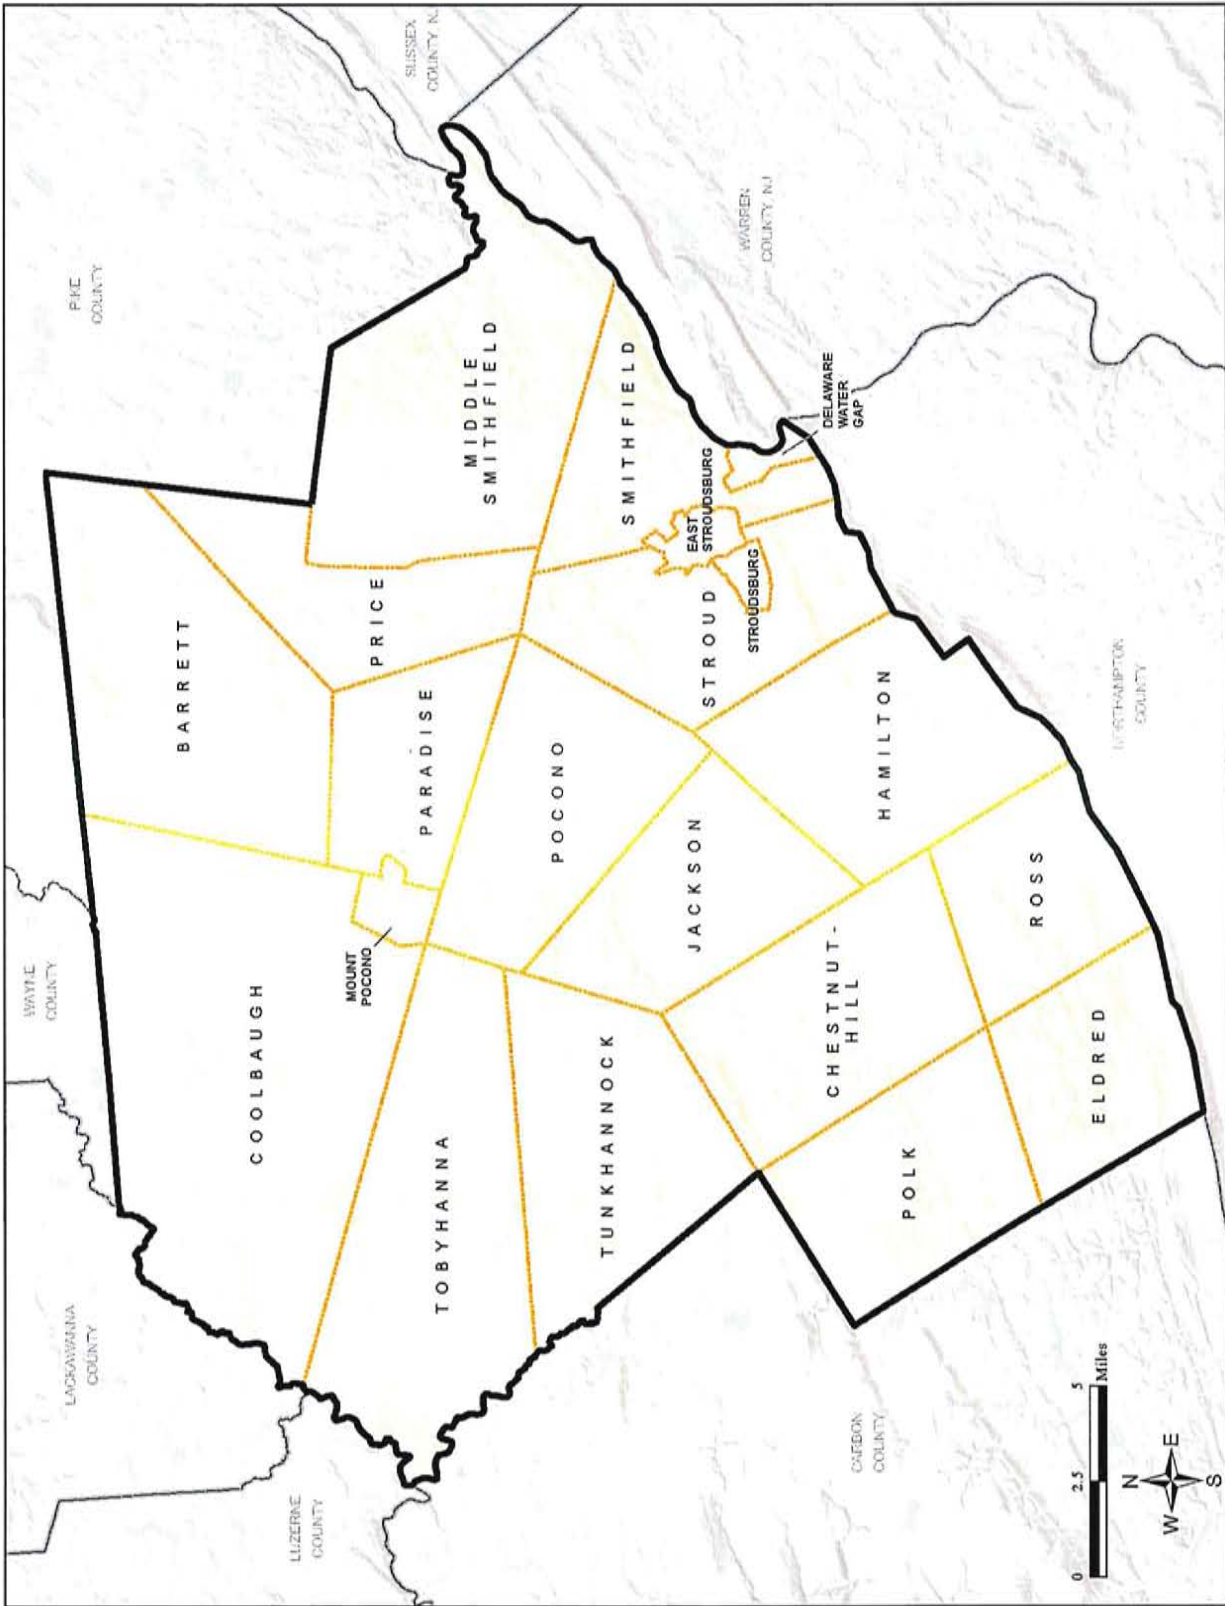 WAYNE
COUNTY
PIKE
COUNTY
SUSSEX
COUNTY NJ
LACKAWANNA
COUNTY
LUZERNE
COUNTY
BARRETT
COOLBAUGH
PRICE
MIDDLE
SMITHFIELD
PARADISE
MOUNT
POCONO
TOBYHANNA
POCONO
SMITHFIELD
TUNKHANNOCK
JACKSON
STROUD
EAST
STROUDSBURG
STROUDSBURG
WARREN
COUNTY NJ
DELAWARE
WATER
GAP
CHESTNUT-
HILL
HAMILTON
POLK
ROSS
ELDRED
CARBON
COUNTY
NORTHAMPTON
COUNTY
0 2.5 5
Miles
N
W E
S